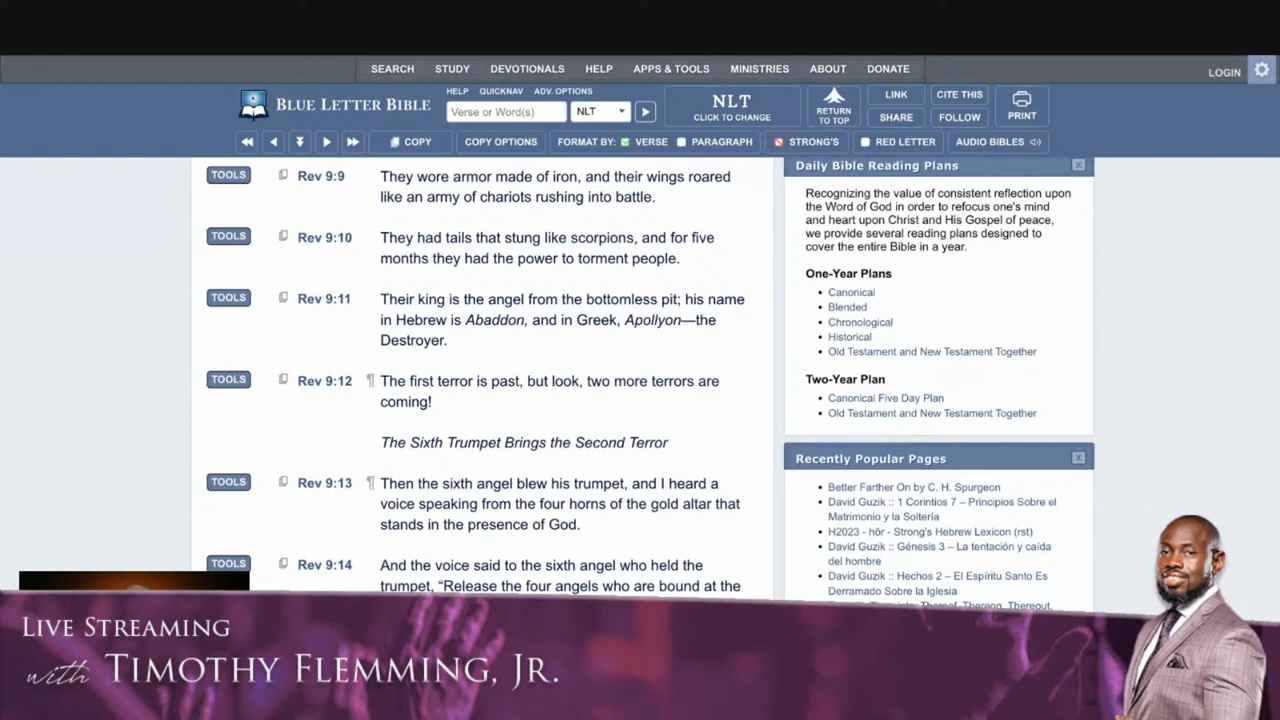 SEARCH STUDY DEVOTIONALS HELP APPS & TOOLS MINISTRIES ABOUT DONATE LOGIN
HELP QUICKNAV ADV. OPTIONS
BLUE LETTER BIBLE
Verse or Word(s) NLT
NLT
CLICK TO CHANGE
RETURN
TO TOP
LINK CITE THIS
SHARE FOLLOW
PRINT
COPY COPY OPTIONS FORMAT BY: VERSE PARAGRAPH STRONG'S RED LETTER AUDIO BIBLES
TOOLS Rev 9:9 They wore armor made of iron, and their wings roared
like an army of chariots rushing into battle.
TOOLS Rev 9:10 They had tails that stung like scorpions, and for five
months they had the power to torment people.
TOOLS Rev 9:11 Their king is the angel from the bottomless pit; his name
in Hebrew is Abaddon, and in Greek, Apollyon—the
Destroyer.
TOOLS Rev 9:12 ¶ The first terror is past, but look, two more terrors are
coming!
The Sixth Trumpet Brings the Second Terror
TOOLS Rev 9:13 ¶ Then the sixth angel blew his trumpet, and I heard a
voice speaking from the four horns of the gold altar that
stands in the presence of God.
TOOLS Rev 9:14 And the voice said to the sixth angel who held the
trumpet, “Release the four angels who are bound at the
Daily Bible Reading Plans x
Recognizing the value of consistent reflection upon
the Word of God in order to refocus one's mind
and heart upon Christ and His Gospel of peace,
we provide several reading plans designed to
cover the entire Bible in a year.
One-Year Plans
• Canonical
• Blended
• Chronological
• Historical
• Old Testament and New Testament Together
Two-Year Plan
• Canonical Five Day Plan
• Old Testament and New Testament Together
Recently Popular Pages x
• Better Farther On by C. H. Spurgeon
• David Guzik :: 1 Corintios 7 – Principios Sobre el
Matrimonio y la Soltería
• H2023 - hōr - Strong's Hebrew Lexicon (rst)
• David Guzik :: Génesis 3 – La tentación y caída
del hombre
• David Guzik :: Hechos 2 – El Espíritu Santo Es
Derramado Sobre la Iglesia
Thereof, Thereon, Thereout,
LIVE STREAMING
with TIMOTHY FLEMMING, JR.